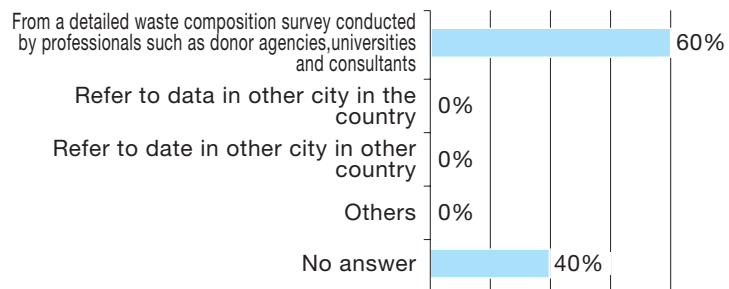 From a detailed waste composition survey conducted
by professionals such as donor agencies,universities
and consultants
60%
Refer to data in other city in the
country
0%
Refer to date in other city in other
country
0%
Others
0%
No answer
40%